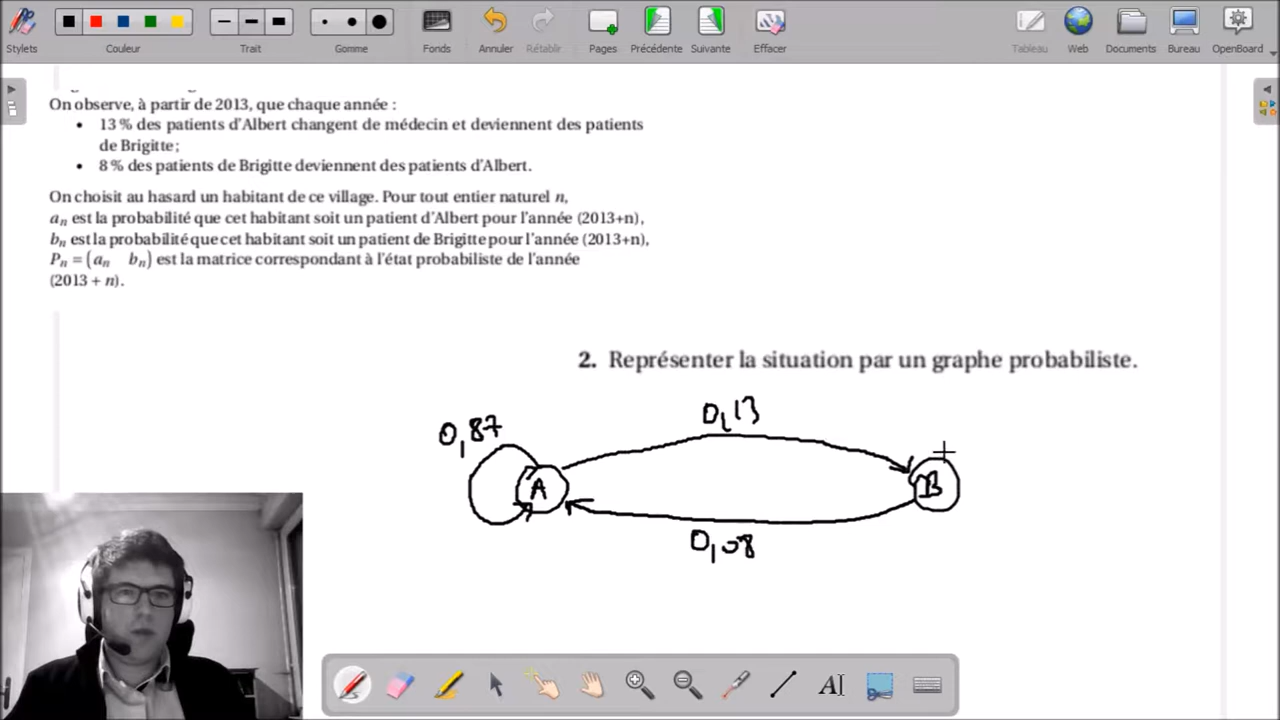 Stylets
Couleur
Trait
Gomme
Fonds
Annuler
Rétablir
Pages
Précédente
Suivante
Effacer
Tableau
Web
Documents
Bureau
OpenBoard
On observe, à partir de 2013, que chaque année :
• 13 % des patients d'Albert changent de médecin et deviennent des patients
de Brigitte ;
• 8 % des patients de Brigitte deviennent des patients d'Albert.
On choisit au hasard un habitant de ce village. Pour tout entier naturel n,
aₙ est la probabilité que cet habitant soit un patient d'Albert pour l'année (2013+n),
bₙ est la probabilité que cet habitant soit un patient de Brigitte pour l'année (2013+n),
Pₙ = (aₙ bₙ) est la matrice correspondant à l'état probabiliste de l'année
(2013 + n).
2. Représenter la situation par un graphe probabiliste.
0,13
0,87
A
B
0,08
AI